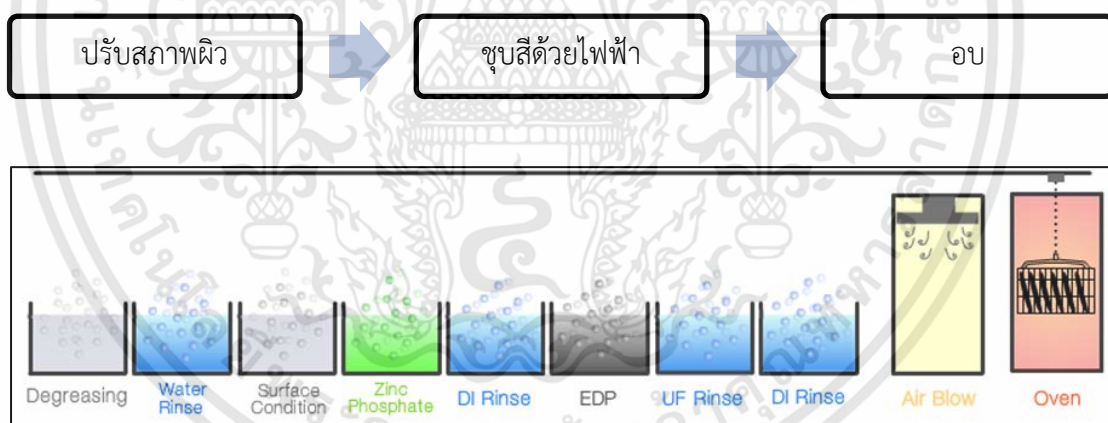 ปรับสภาพผิว
ชุบสีด้วยไฟฟ้า
อบ
Degreasing
Water
Rinse
Surface
Condition
Zinc
Phosphate
DI Rinse
EDP
UF Rinse
DI Rinse
Air Blow
Oven